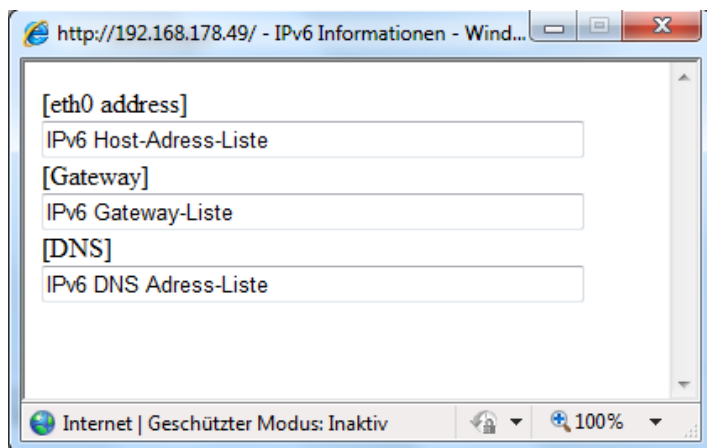 http://192.168.178.49/ - IPv6 Informationen - Wind...
[eth0 address]
IPv6 Host-Adress-Liste
[Gateway]
IPv6 Gateway-Liste
[DNS]
IPv6 DNS Adress-Liste
Internet | Geschützter Modus: Inaktiv
100%